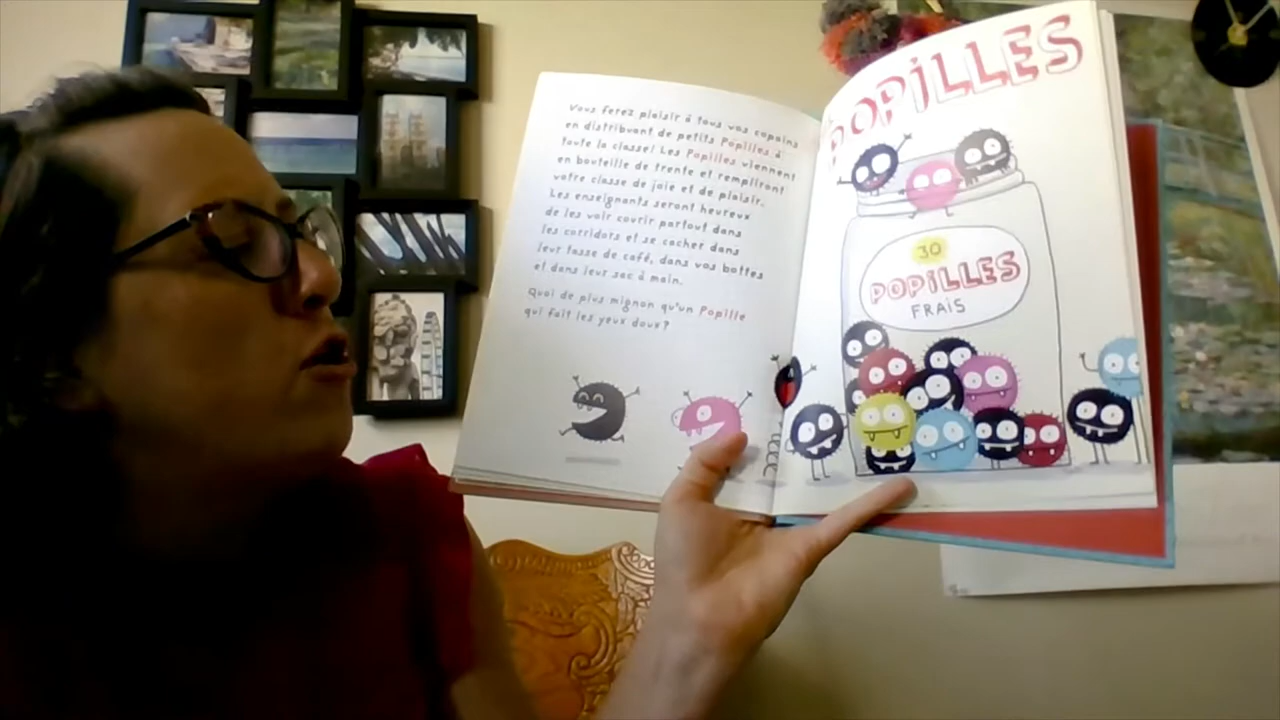 Vous ferez plaisir à tous vos copains
en distribuant de petits Popilles à
toute la classe! Les Popilles viennent
en bouteille de trente et rempliront
votre classe de joie et de plaisir.
Les enseignants seront heureux
de les voir courir partout dans
les corridors et se cacher dans
leur tasse de café, dans vos bottes
et dans leur sac à main.
Quoi de plus mignon qu'un Popille
qui fait les yeux doux?
POPILLES
30
POPILLES
FRAIS